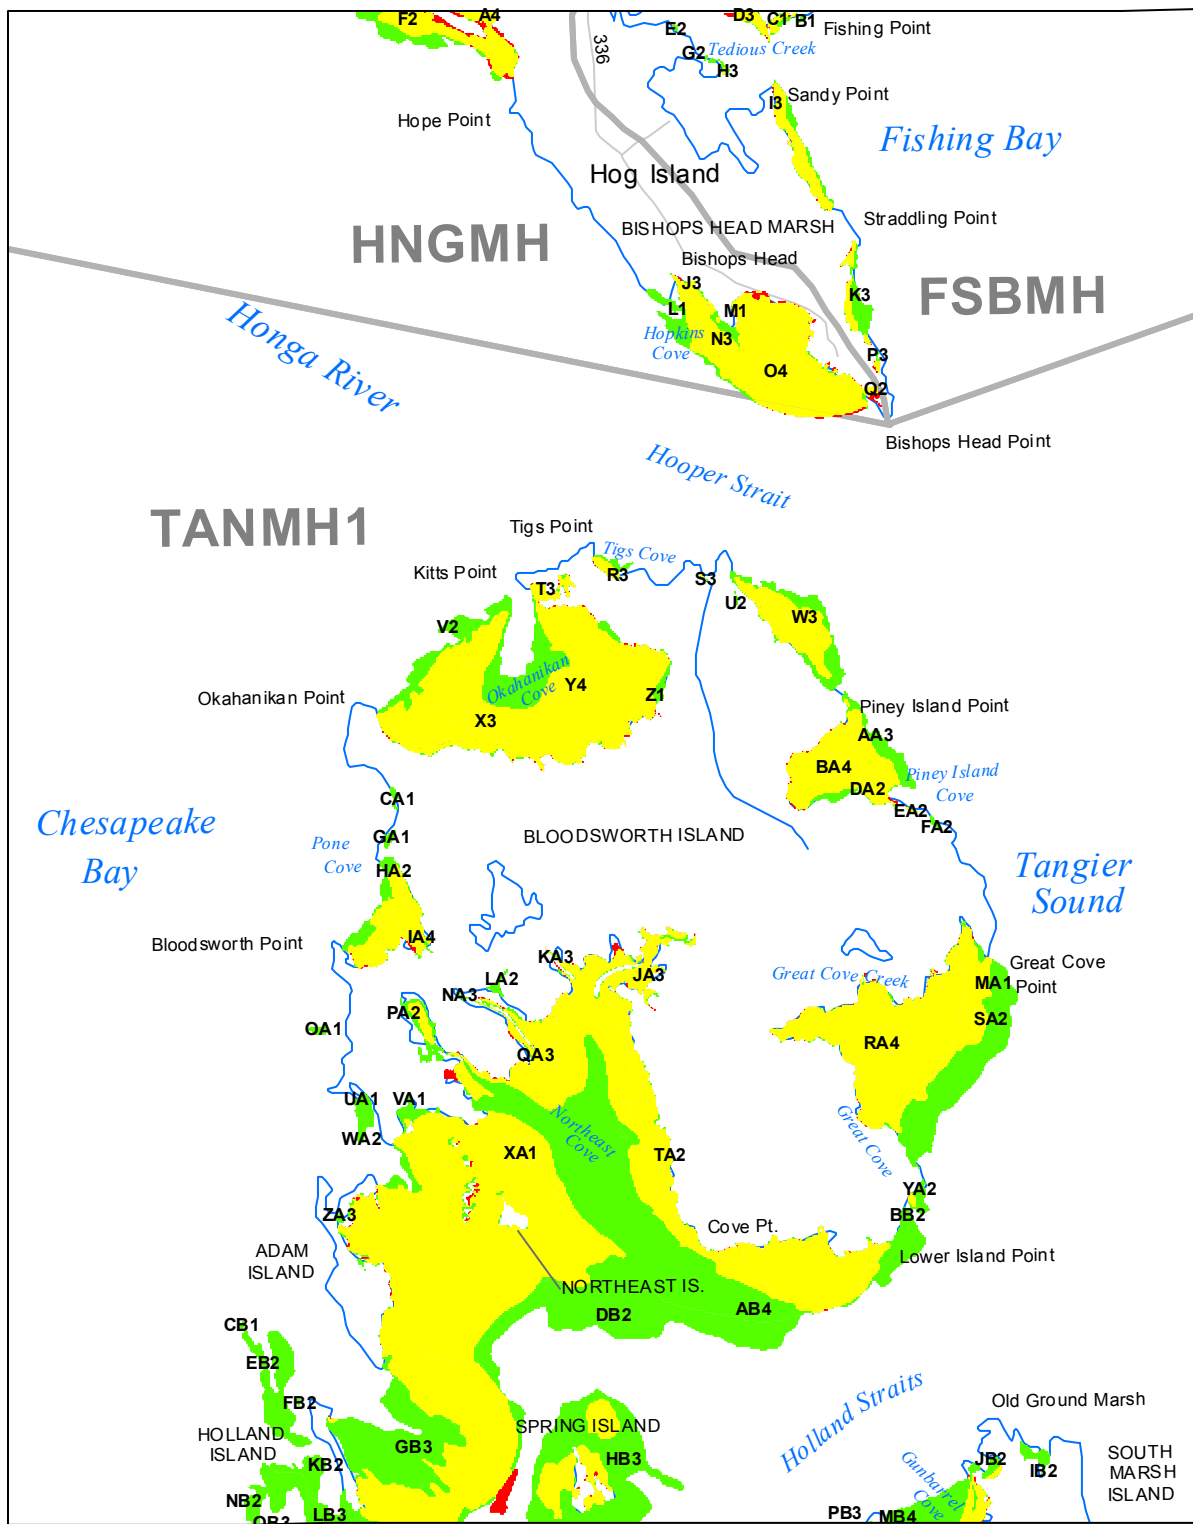 F2
A4
D3
C1
B1
Fishing Point
E2
336
G2
Tedious Creek
H3
Sandy Point
I3
Hope Point
Fishing Bay
Hog Island
Straddling Point
BISHOPS HEAD MARSH
HNGMH
Bishops Head
J3
K3
FSBMH
L1
M1
Honga River
Hopkins
Cove
N3
P3
O4
Q2
Bishops Head Point
Hooper Strait
TANMH1
Tigs Point
Tigs Cove
Kitts Point
R3
S3
T3
U2
W3
V2
Okahanikan
Cove
Y4
Z1
Okahanikan Point
X3
Piney Island Point
AA3
BA4
Piney Island
Cove
DA2
CA1
EA2
FA2
Chesapeake
Bay
GA1
Pone
Cove
BLOODSWORTH ISLAND
HA2
Tangier
Sound
IA4
Bloodsworth Point
KA3
JA3
Great Cove Creek
Great Cove
Point
LA2
MA1
NA3
PA2
SA2
OA1
RA4
QA3
UA1
VA1
Northeast
Cove
Great Cove
WA2
XA1
TA2
YA2
ZA3
BB2
Cove Pt.
ADAM
ISLAND
Lower Island Point
NORTHEAST IS.
DB2
AB4
CB1
EB2
FB2
Holland Straits
Old Ground Marsh
HOLLAND
ISLAND
SPRING ISLAND
GB3
HB3
KB2
JB2
IB2
SOUTH
MARSH
ISLAND
Gunbarrel
Cove
NB2
OB3
LB3
PB3
MB4